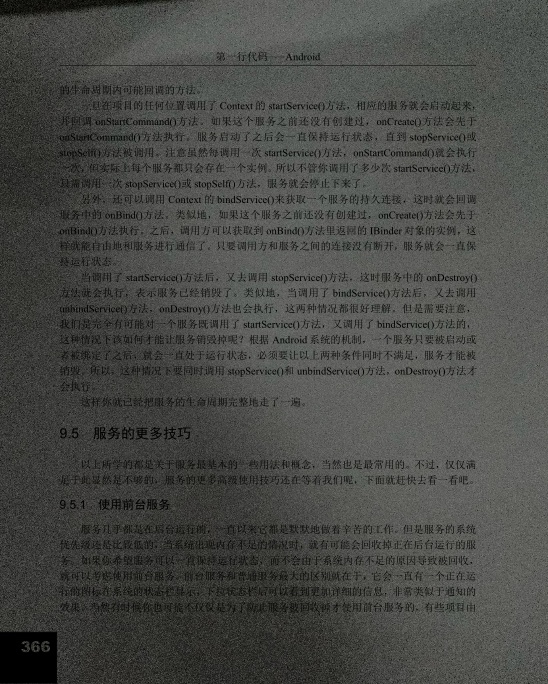 第一行代码——Android
的生命周期内可能回调的方法。
一旦在项目的任何位置调用了 Context 的 startService()方法，相应的服务就会启动起来，
并回调 onStartCommand()方法。如果这个服务之前还没有创建过，onCreate()方法会先于
onStartCommand()方法执行。服务启动了之后会一直保持运行状态，直到 stopService()或
stopSelf()方法被调用。注意虽然每调用一次 startService()方法，onStartCommand()就会执行
一次，但实际上每个服务都只会存在一个实例。所以不管你调用了多少次 startService()方法，
只需调用一次 stopService()或 stopSelf()方法，服务就会停止下来了。
另外，还可以调用 Context 的 bindService()来获取一个服务的持久连接，这时就会回调
服务中的 onBind()方法。类似地，如果这个服务之前还没有创建过，onCreate()方法会先于
onBind()方法执行。之后，调用方可以获取到 onBind()方法里返回的 IBinder 对象的实例，这
样就能自由地和服务进行通信了。只要调用方和服务之间的连接没有断开，服务就会一直保
持运行状态。
当调用了 startService()方法后，又去调用 stopService()方法，这时服务中的 onDestroy()
方法就会执行，表示服务已经销毁了。类似地，当调用了 bindService()方法后，又去调用
unbindService()方法，onDestroy()方法也会执行，这两种情况都很好理解。但是需要注意，
我们是完全有可能对一个服务既调用了 startService()方法，又调用了 bindService()方法的，
这种情况下该如何才能让服务销毁掉呢？根据 Android 系统的机制，一个服务只要被启动或
者被绑定了之后，就会一直处于运行状态，必须要让以上两种条件同时不满足，服务才能被
销毁。所以，这种情况下要同时调用 stopService()和 unbindService()方法，onDestroy()方法才
会执行。
这样你就已经把服务的生命周期完整地走了一遍。
9.5 服务的更多技巧
以上所学的都是关于服务最基本的一些用法和概念，当然也是最常用的。不过，仅仅满
足于此显然是不够的，服务的更多高级使用技巧还在等着我们呢，下面就赶快去看一看吧。
9.5.1 使用前台服务
服务几乎都是在后台运行的，一直以来它都是默默地做着辛苦的工作。但是服务的系统
优先级还是比较低的，当系统出现内存不足的情况时，就有可能会回收掉正在后台运行的服
务。如果你希望服务可以一直保持运行状态，而不会由于系统内存不足的原因导致被回收，
就可以考虑使用前台服务。前台服务和普通服务最大的区别就在于，它会一直有一个正在运
行的图标在系统的状态栏显示，下拉状态栏后可以看到更加详细的信息，非常类似于通知的
效果。当然有时候你也可能不仅仅是为了防止服务被回收掉才使用前台服务的，有些项目由
366